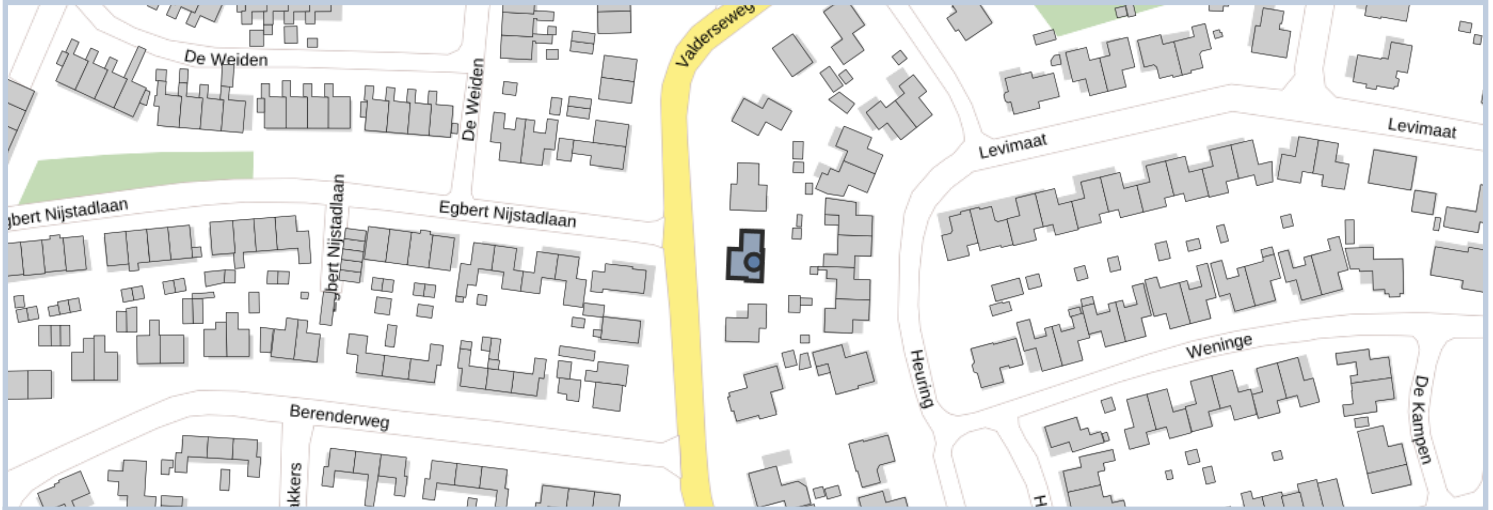 Valderseweg
De Weiden
De Weiden
Levimaat
Levimaat
gbert Nijstadlaan
Egbert Nijstadlaan
gbert Nijstadlaan
Weninge
Heuring
De Kampen
Berenderweg
akkers
H